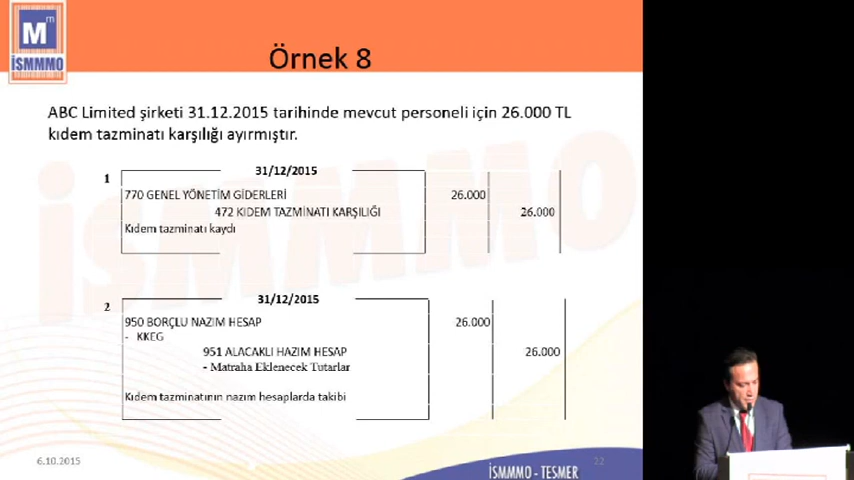 Mm
İSMMMO
Örnek 8
ABC Limited şirketi 31.12.2015 tarihinde mevcut personeli için 26.000 TL
kıdem tazminatı karşılığı ayırmıştır.
1
31/12/2015
770 GENEL YÖNETİM GİDERLERİ 26.000
472 KIDEM TAZMİNATI KARŞILIĞI 26.000
Kıdem tazminatı kaydı
2
31/12/2015
950 BORÇLU NAZIM HESAP 26.000
- KKEG
951 ALACAKLI HAZIM HESAP 26.000
- Matraha Eklenecek Tutarlar
Kıdem tazminatının nazım hesaplarda takibi
İSMMMO
6.10.2015
İSMMMO - TESMER
22